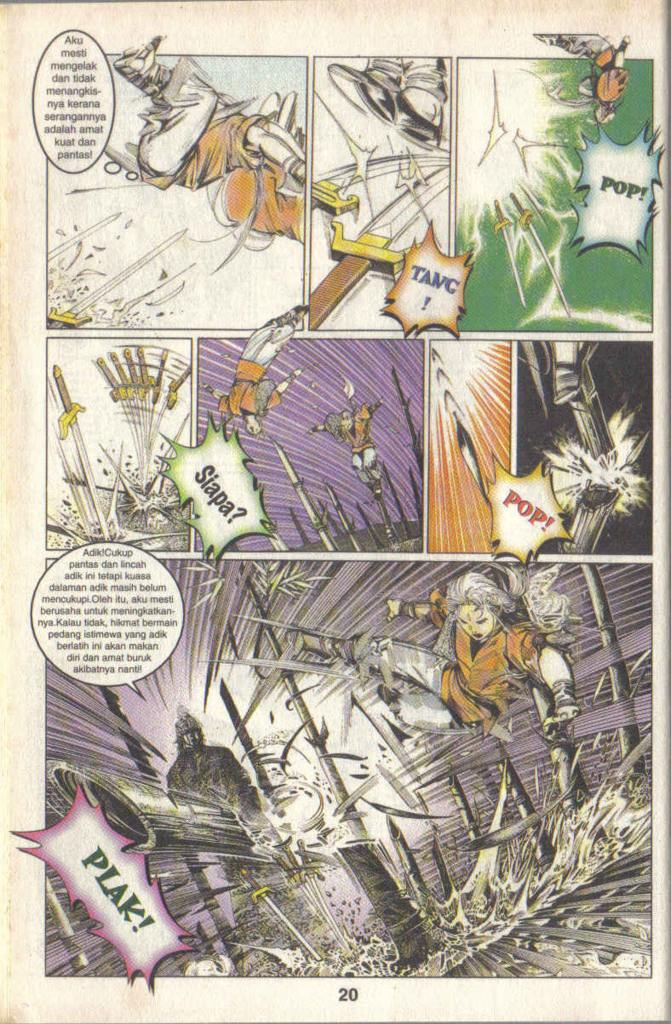 Aku
mesti
mengelak
dan tidak
menangkis-
nya kerana
serangannya
adalah amat
kuat dan
pantas!
TANG
!
POP!
Siapa?
POP!
Adik!Cukup
pantas dan lincah
adik ini tetapi kuasa
dalaman adik masih belum
mencukupi.Oleh itu, aku mesti
berusaha untuk meningkatkan-
nya.Kalau tidak, hikmat bermain
pedang istimewa yang adik
berlatih ini akan makan
diri dan amat buruk
akibatnya nanti!
PLAK!
20